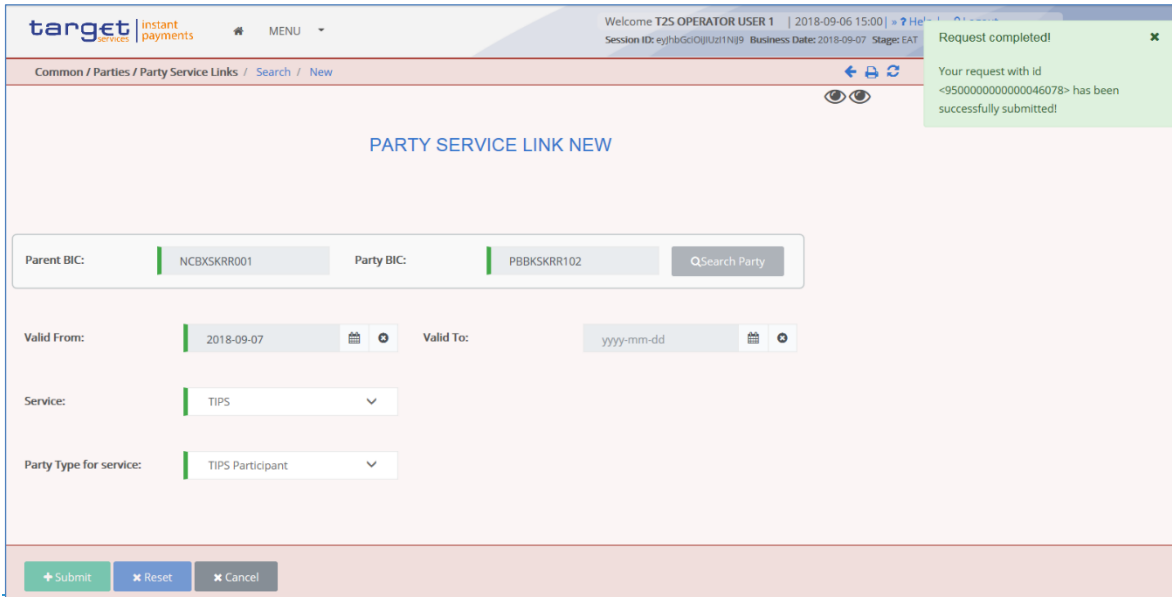 target services | instant payments
MENU
Welcome T2S OPERATOR USER 1 | 2018-09-06 15:00| » ? Help
Session ID: eyJhbGciOiJIUzI1NiJ9 Business Date: 2018-09-07 Stage: EAT
Request completed!
Your request with id
<9500000000000046078> has been
successfully submitted!
Common / Parties / Party Service Links / Search / New
PARTY SERVICE LINK NEW
Parent BIC: NCBXSKRR001 Party BIC: PBBKSKRR102 Search Party
Valid From: 2018-09-07 Valid To: yyyy-mm-dd
Service: TIPS
Party Type for service: TIPS Participant
Submit Reset Cancel